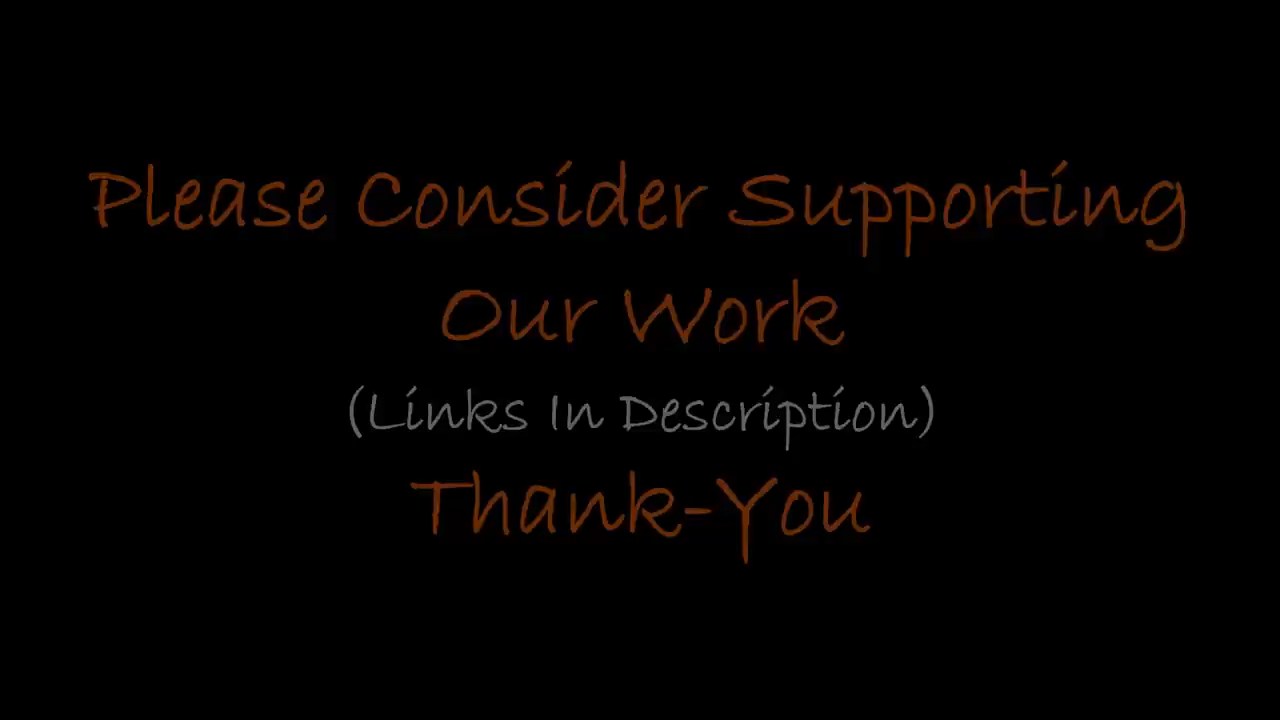 Please Consider Supporting
Our Work
(Links In Description)
Thank-You